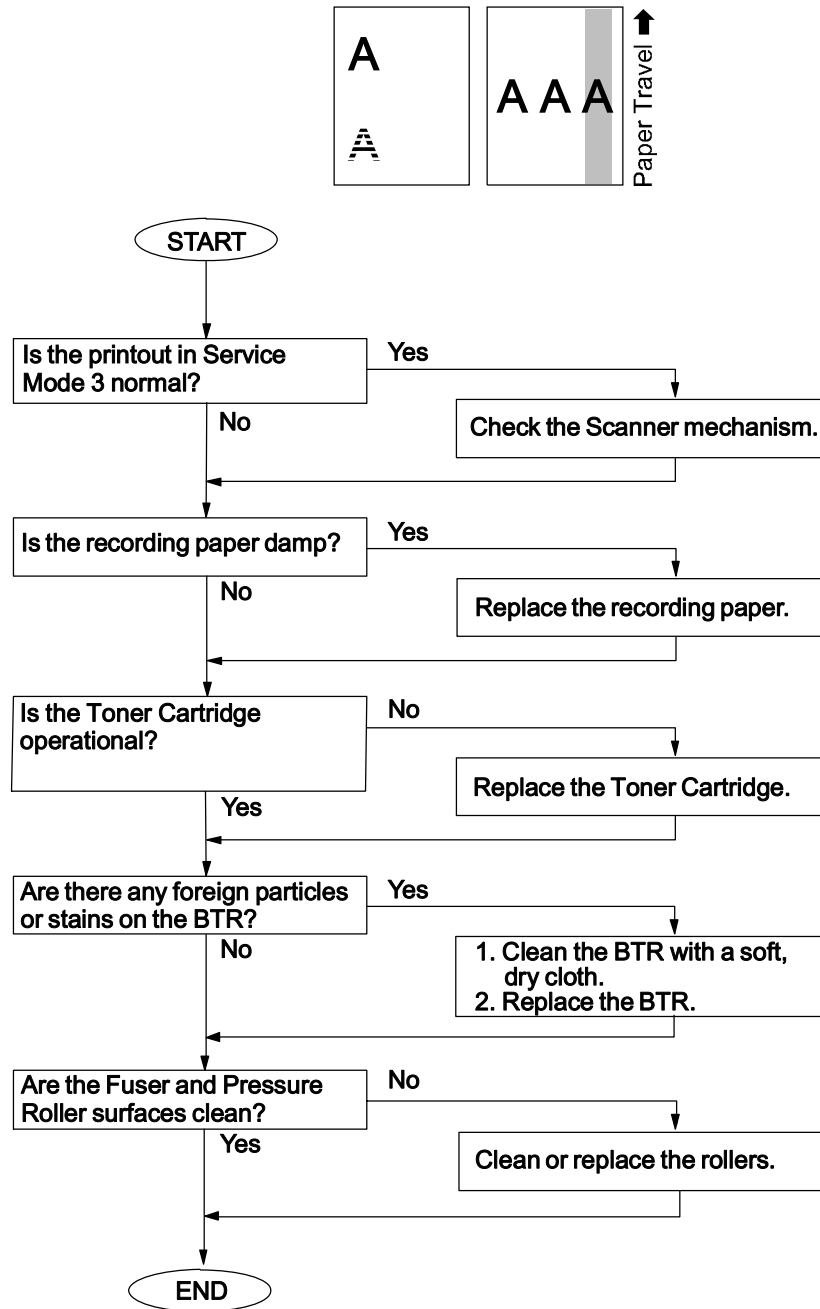 A
A
A A A
Paper Travel
START
Is the printout in Service
Mode 3 normal?
Yes
No
Check the Scanner mechanism.
Is the recording paper damp?
Yes
No
Replace the recording paper.
Is the Toner Cartridge
operational?
No
Yes
Replace the Toner Cartridge.
Are there any foreign particles
or stains on the BTR?
Yes
No
1. Clean the BTR with a soft,
dry cloth.
2. Replace the BTR.
Are the Fuser and Pressure
Roller surfaces clean?
No
Yes
Clean or replace the rollers.
END